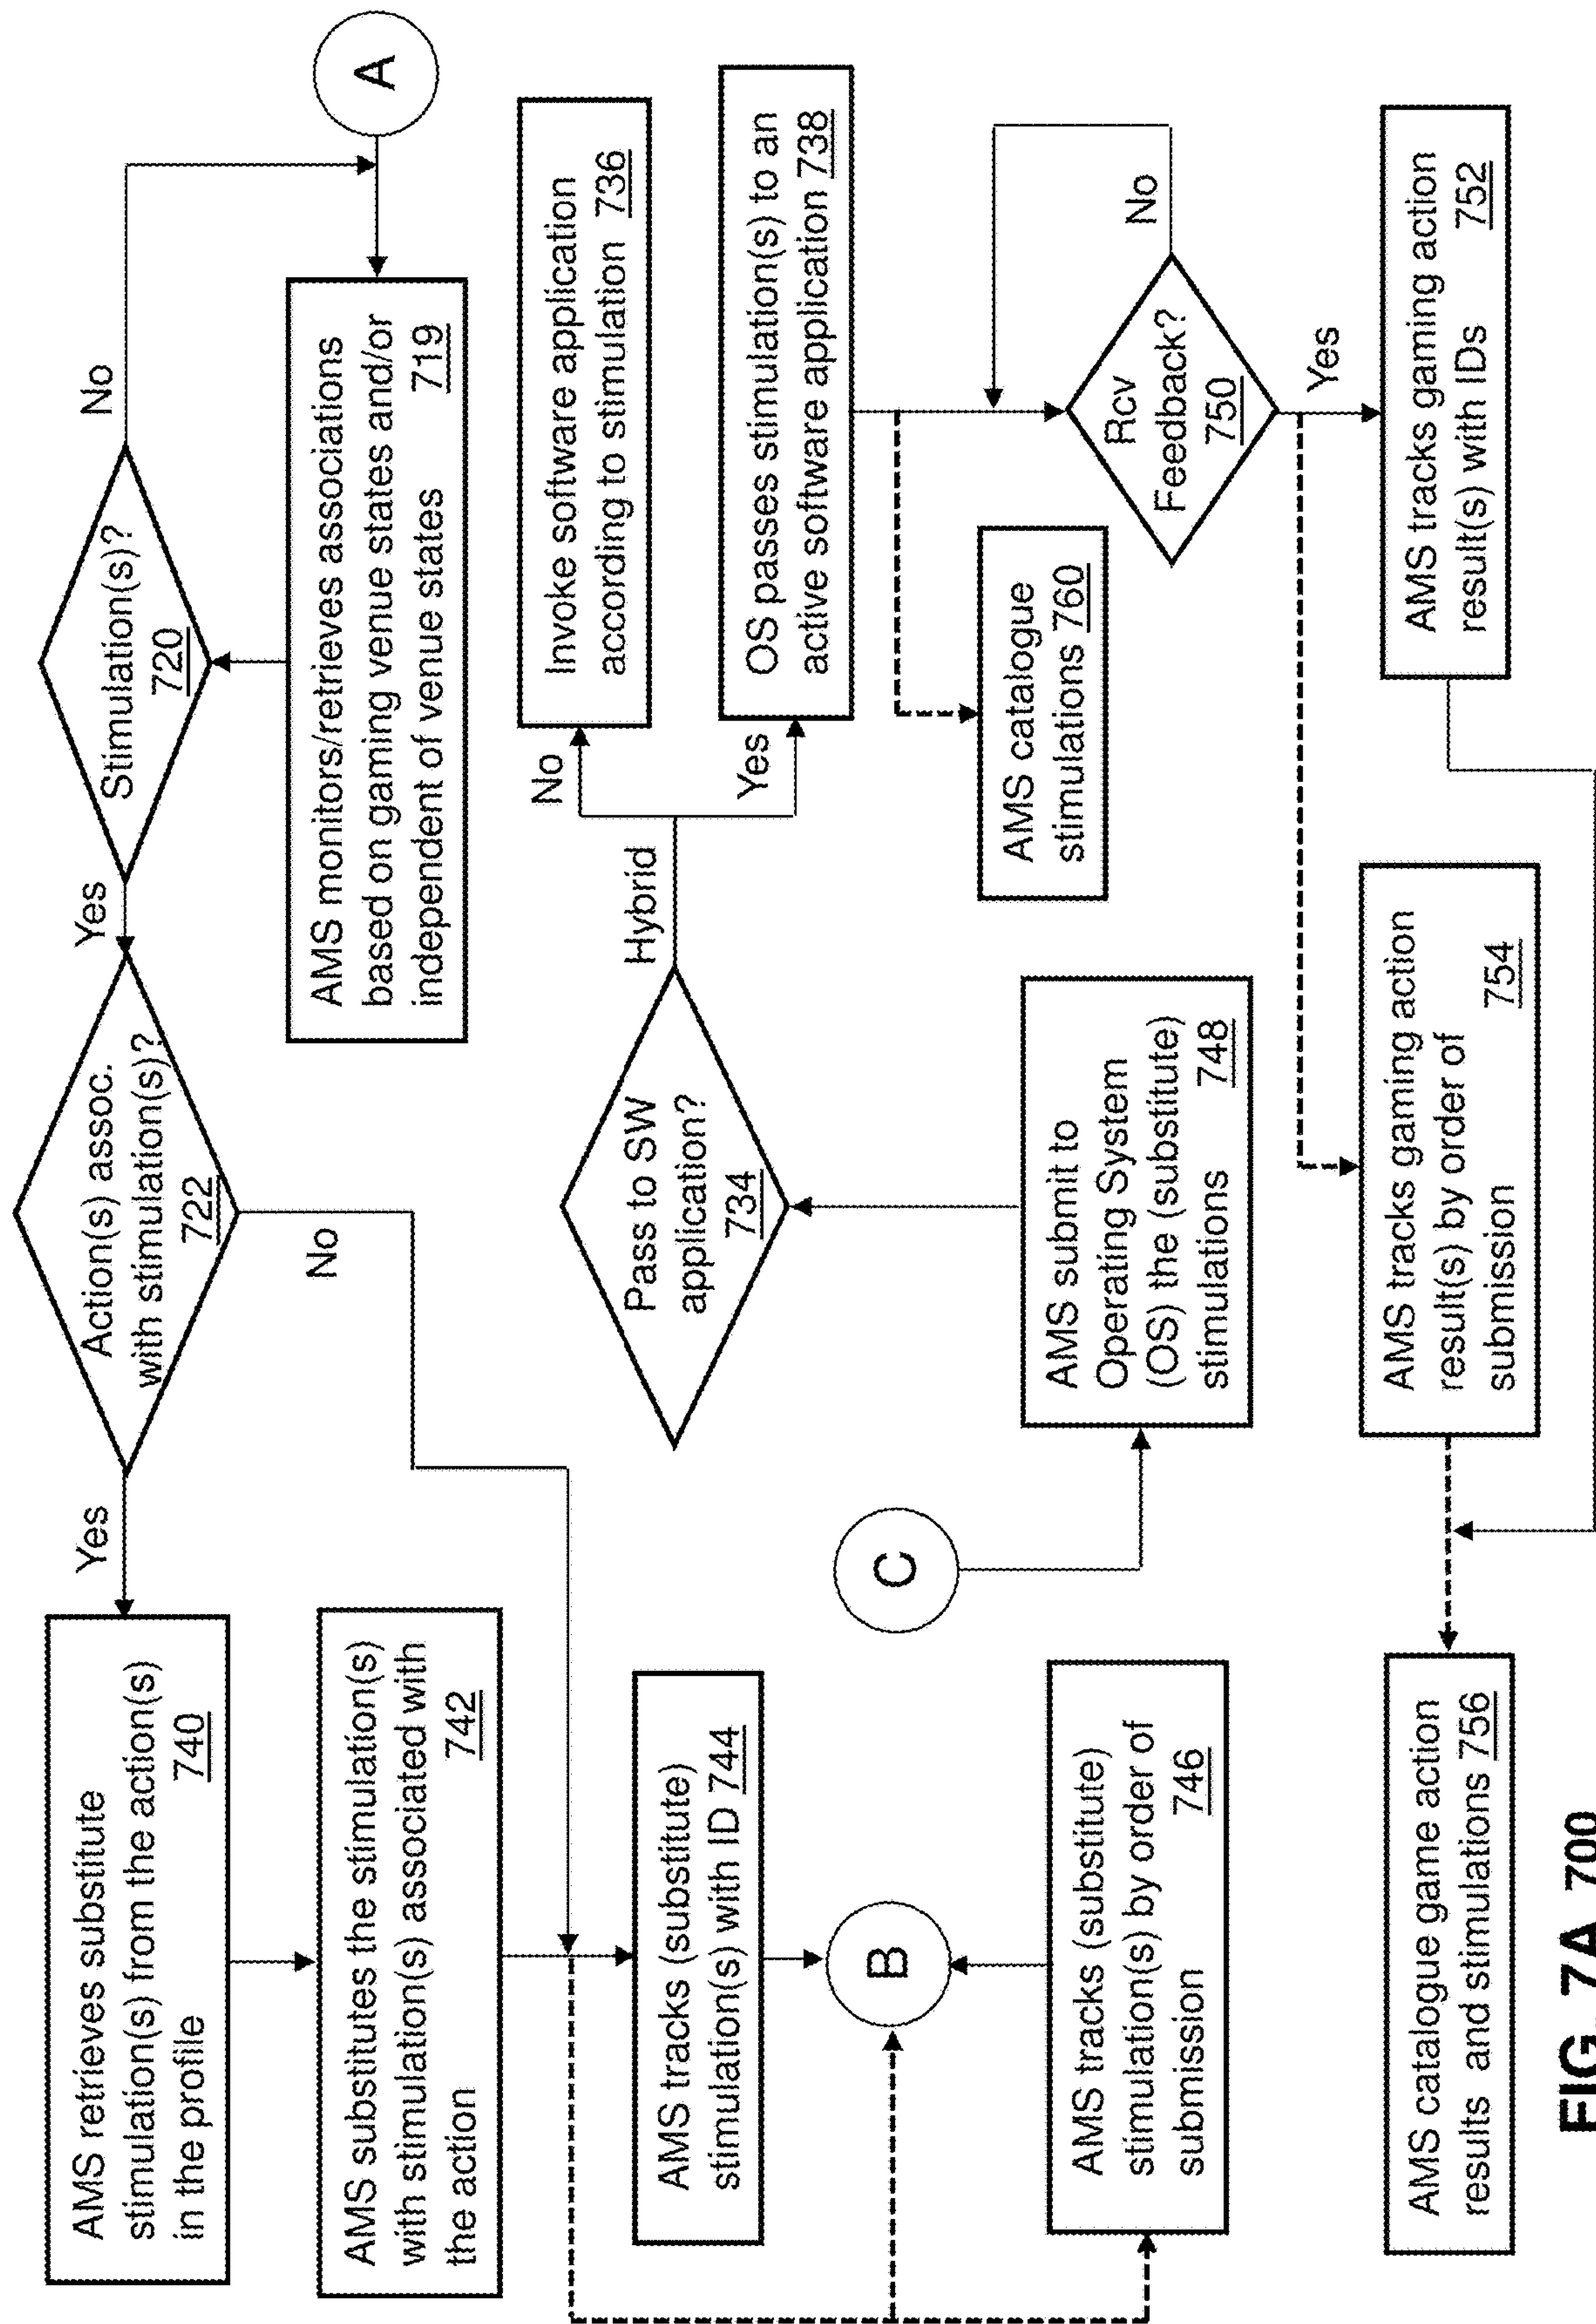 A
No
AMS monitors/retrieves associations
based on gaming venue states and/or
independent of venue states 719
Stimulation(s)?
720
Yes
Action(s) assoc.
with stimulation(s)?
722
No
Yes
AMS retrieves substitute
stimulation(s) from the action(s)
in the profile 740
AMS substitutes the stimulation(s)
with stimulation(s) associated with
the action 742
AMS tracks (substitute)
stimulation(s) with ID 744
B
AMS tracks (substitute)
stimulation(s) by order of
submission 746
C
AMS submit to
Operating System
(OS) the (substitute)
stimulations 748
Pass to SW
application?
734
Hybrid
No
Yes
Invoke software application
according to stimulation 736
OS passes stimulation(s) to an
active software application 738
AMS catalogue
stimulations 760
Rcv
Feedback?
750
No
Yes
AMS tracks gaming action
result(s) with IDs 752
AMS tracks gaming action
result(s) by order of
submission 754
AMS catalogue game action
results and stimulations 756
FIG. 7A 700